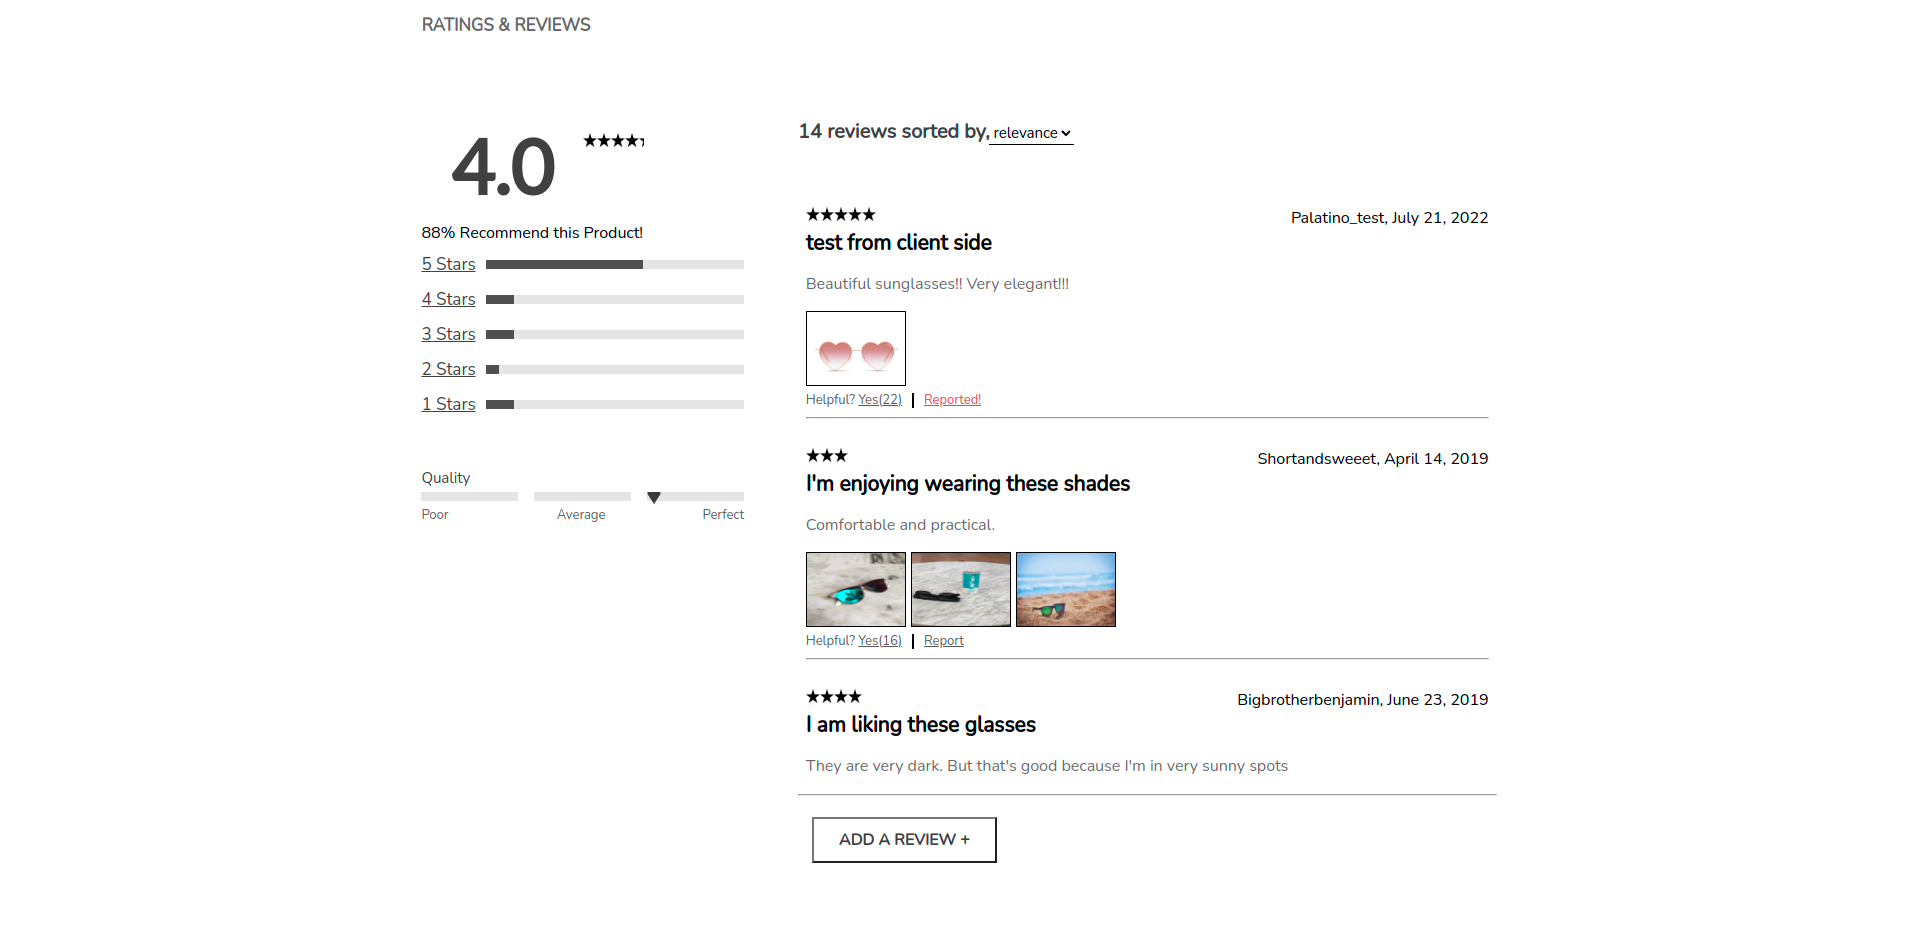 RATINGS & REVIEWS
4.0 ★★★★★
88% Recommend this Product!
5 Stars
4 Stars
3 Stars
2 Stars
1 Stars
Quality
Poor Average Perfect
14 reviews sorted by, relevance
★★★★★ Palatino_test, July 21, 2022
test from client side
Beautiful sunglasses!! Very elegant!!!
Helpful? Yes(22) | Reported!
★★★ Shortandsweeet, April 14, 2019
I'm enjoying wearing these shades
Comfortable and practical.
Helpful? Yes(16) | Report
★★★★ Bigbrotherbenjamin, June 23, 2019
I am liking these glasses
They are very dark. But that's good because I'm in very sunny spots
ADD A REVIEW +